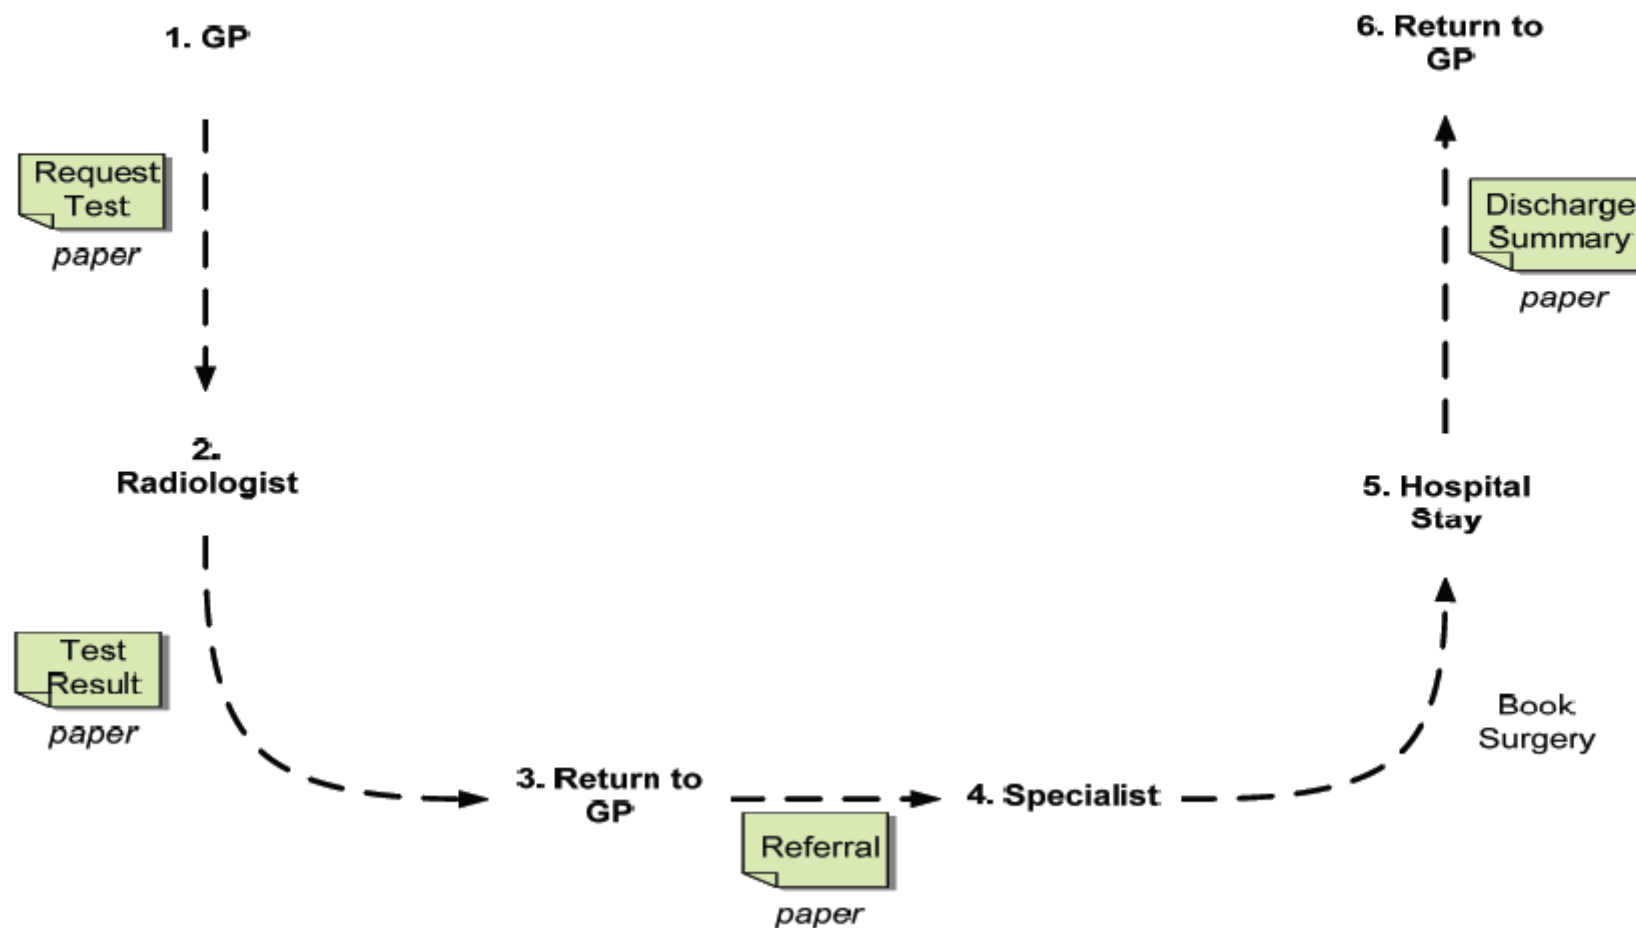 1. GP
Request
Test
paper
2.
Radiologist
Test
Result
paper
3. Return to
GP
Referral
paper
4. Specialist
Book
Surgery
5. Hospital
Stay
Discharge
Summary
paper
6. Return to
GP